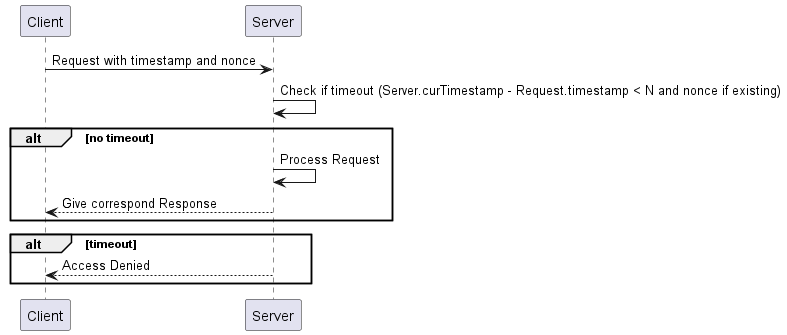 Client Server
Request with timestamp and nonce
Check if timeout (Server.curTimestamp - Request.timestamp < N and nonce if existing)
alt [no timeout]
Process Request
Give correspond Response
alt [timeout]
Access Denied
Client Server